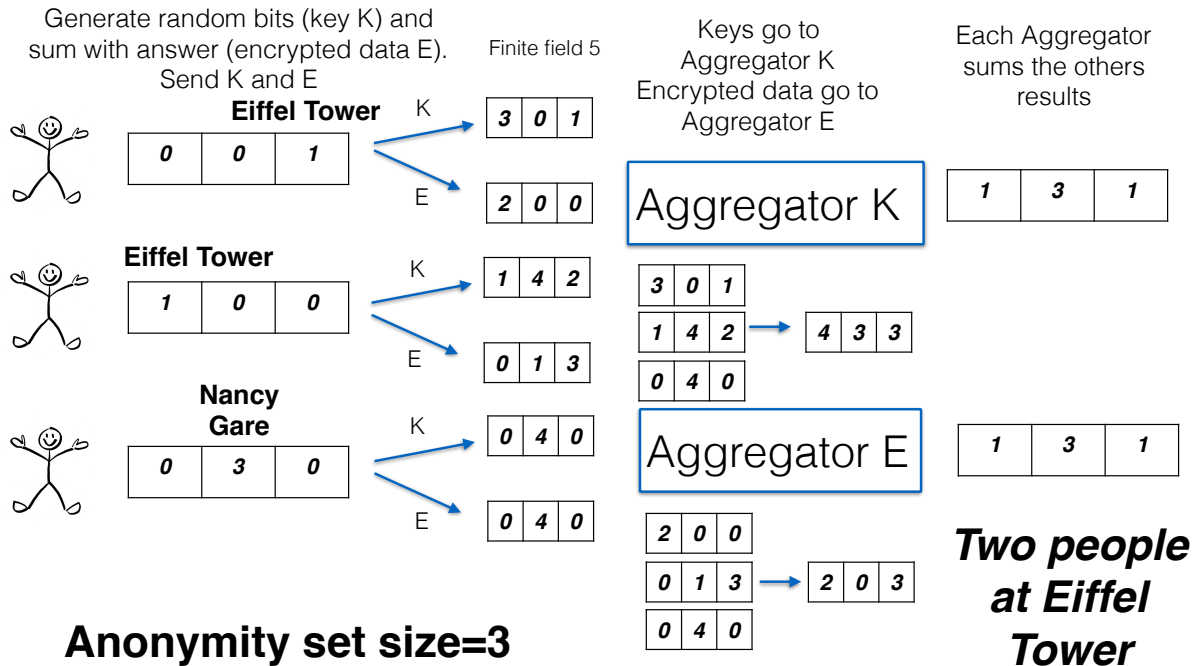 Generate random bits (key K) and
sum with answer (encrypted data E).
Send K and E
Finite field 5
Keys go to
Aggregator K
Encrypted data go to
Aggregator E
Each Aggregator
sums the others
results
Eiffel Tower
0 0 1
K
3 0 1
E
2 0 0
Eiffel Tower
1 0 0
K
1 4 2
E
0 1 3
Nancy
Gare
0 3 0
K
0 4 0
E
0 4 0
Aggregator K
1 3 1
3 0 1
1 4 2
4 3 3
0 4 0
Aggregator E
1 3 1
2 0 0
0 1 3
2 0 3
0 4 0
Two people
at Eiffel
Tower
Anonymity set size=3